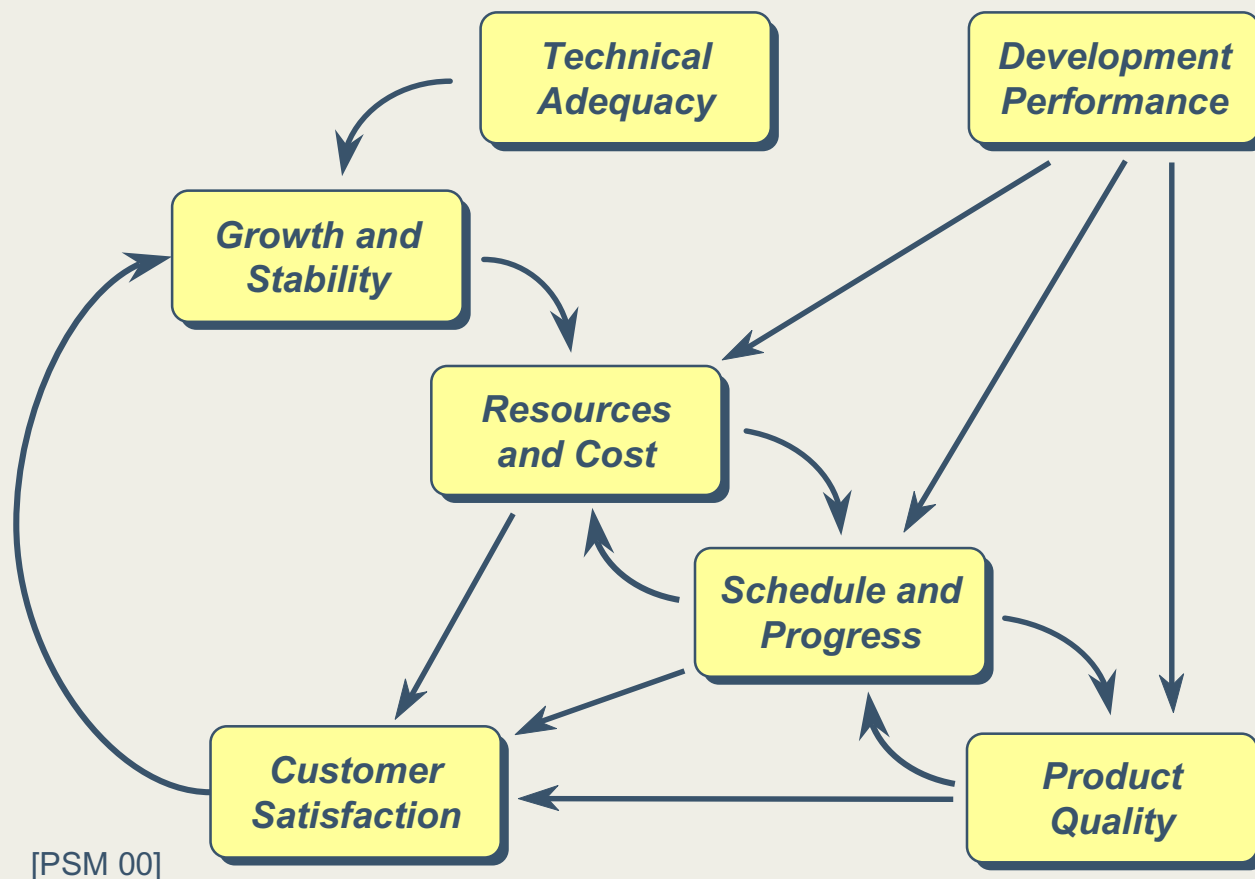 Technical
Adequacy
Development
Performance
Growth and
Stability
Resources
and Cost
Schedule and
Progress
Customer
Satisfaction
Product
Quality
[PSM 00]